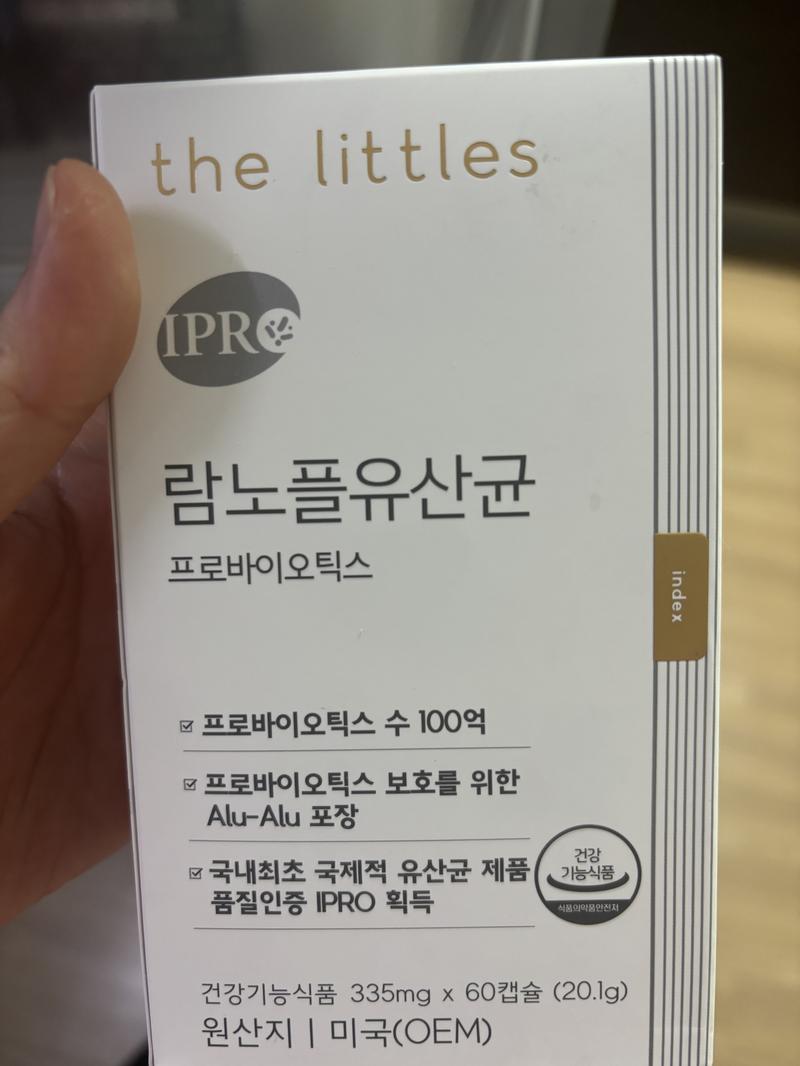 the littles
IPRO
람노플유산균
프로바이오틱스
index
프로바이오틱스 수 100억
프로바이오틱스 보호를 위한
Alu-Alu 포장
국내최초 국제적 유산균 제품
품질인증 IPRO 획득
건강
기능식품
식품의약품안전처
건강기능식품 335mg x 60캡슐 (20.1g)
원산지 | 미국(OEM)